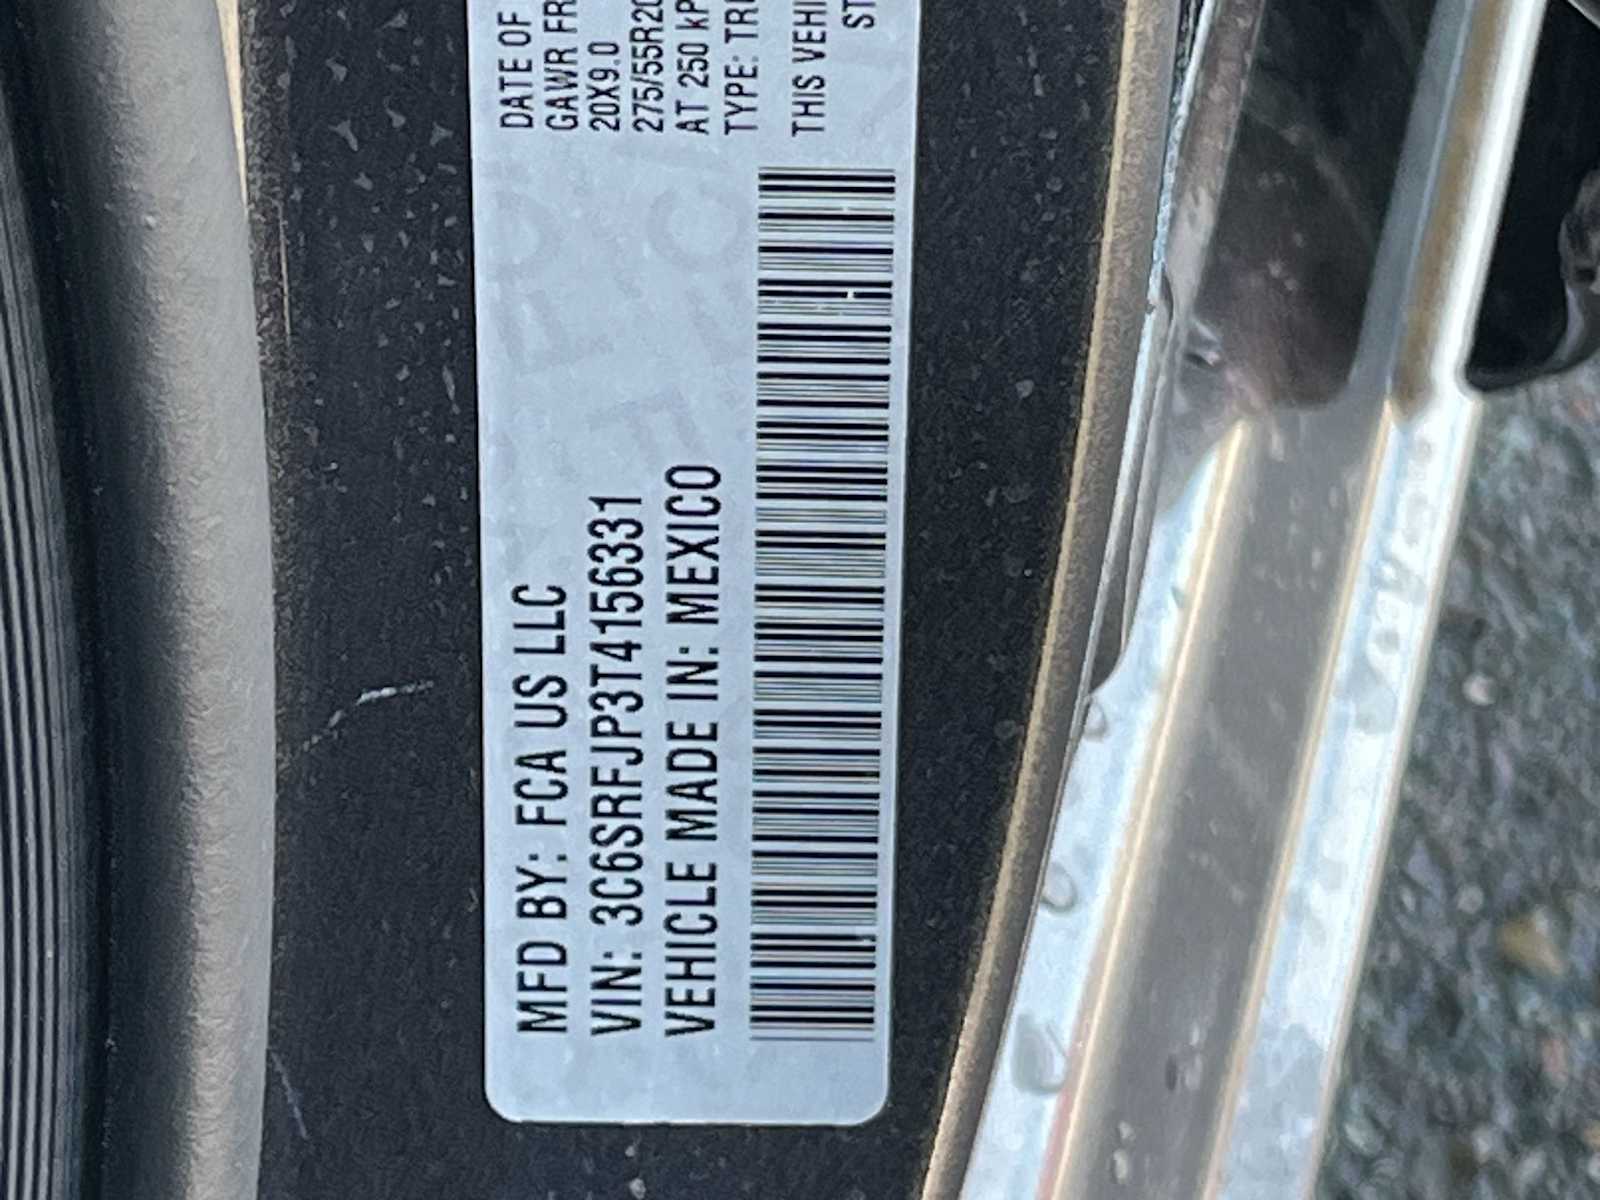 MFD BY: FCA US LLC
VIN: 3C6SRFJP3T4156331
VEHICLE MADE IN: MEXICO
DATE OF
GAWR FR
20X9.0
275/55R20
AT 250 kP
TYPE: TR
THIS VEHI
ST